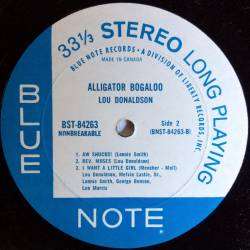 33⅓ STEREO LONG PLAYING
BLUE NOTE RECORDS • A DIVISION OF LIBERTY RECORDS, INC.
MADE IN CANADA
ALLIGATOR BOGALOO
LOU DONALDSON
BST-84263
NONBREAKABLE
Side 2
(BNST-84263-B)
1. AW SHUCKS! (Lonnie Smith)
2. REV. MOSES (Lou Donaldson)
3. I WANT A LITTLE GIRL (Mencher - Moll)
Lou Donaldson, Melvin Lastie, Sr.,
Lonnie Smith, George Benson,
Leo Morris
BLUE
NOTE